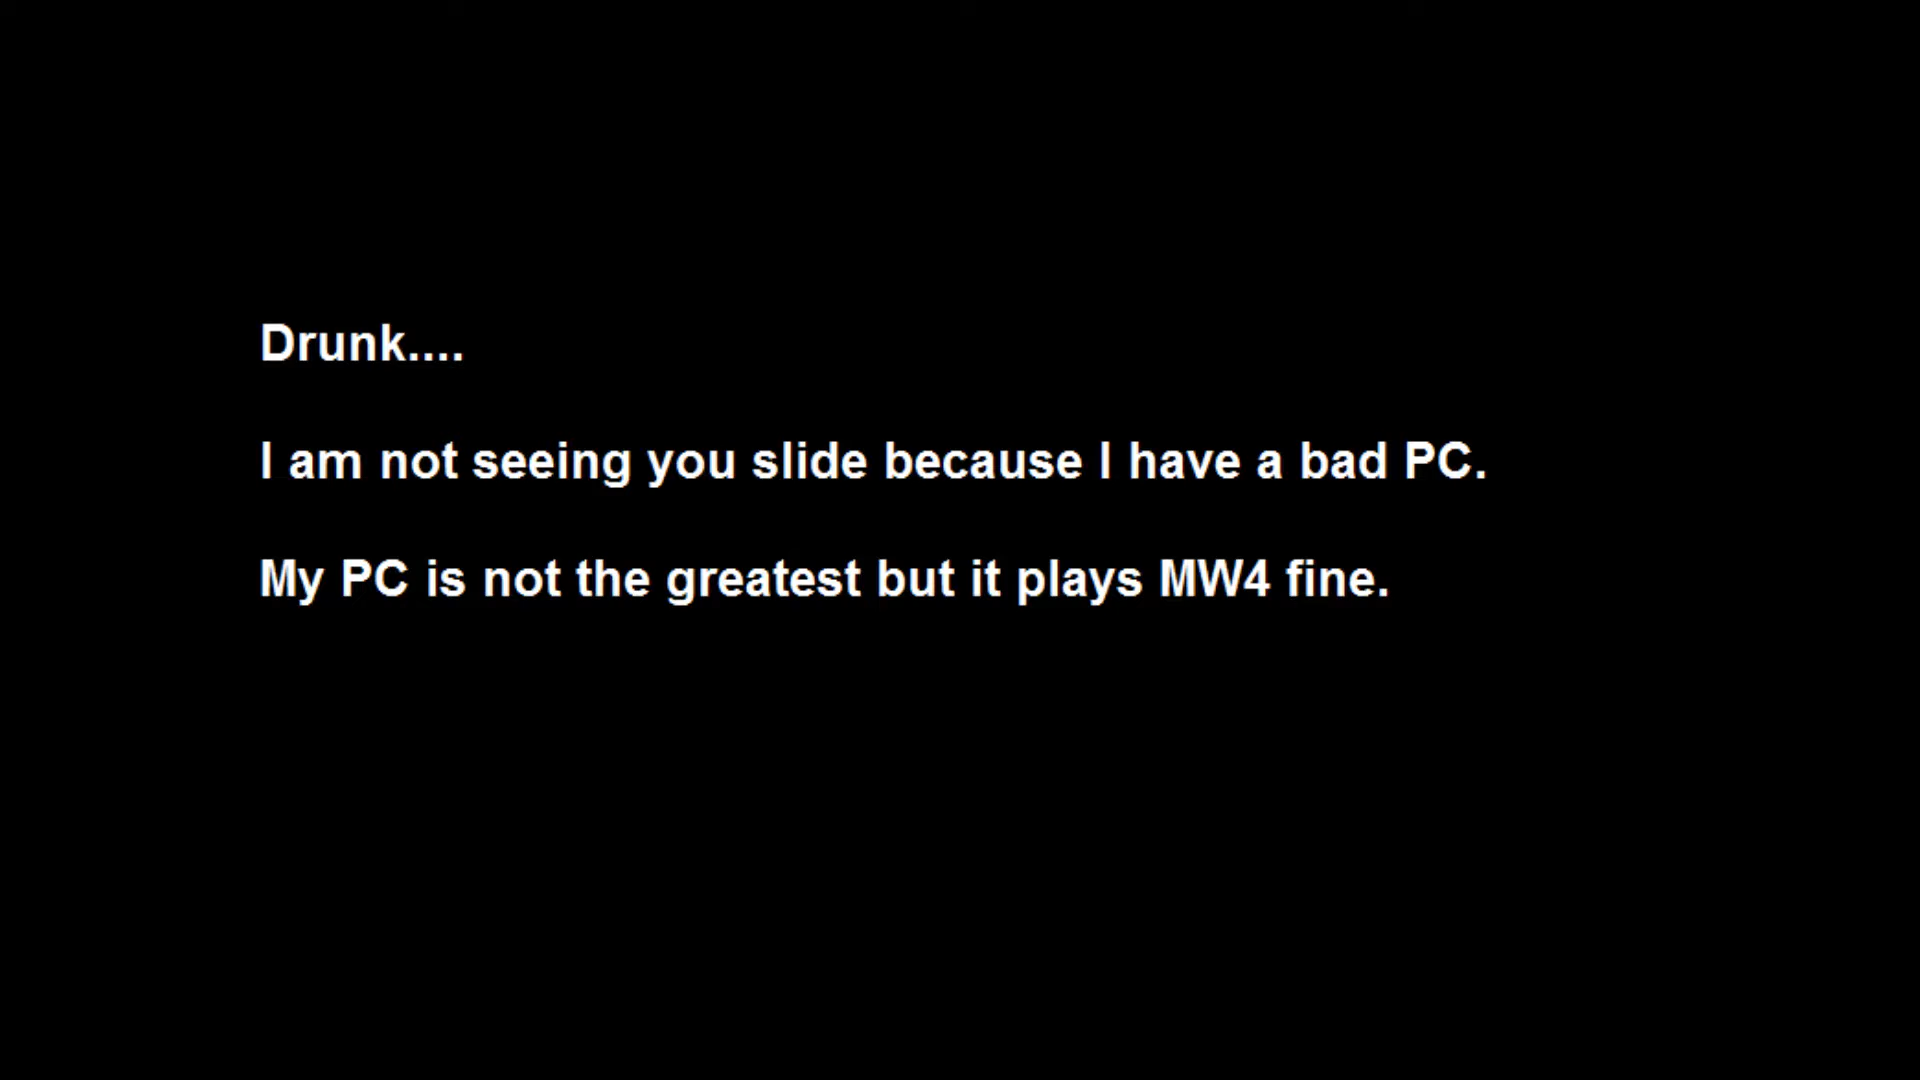 Drunk....
I am not seeing you slide because I have a bad PC.
My PC is not the greatest but it plays MW4 fine.